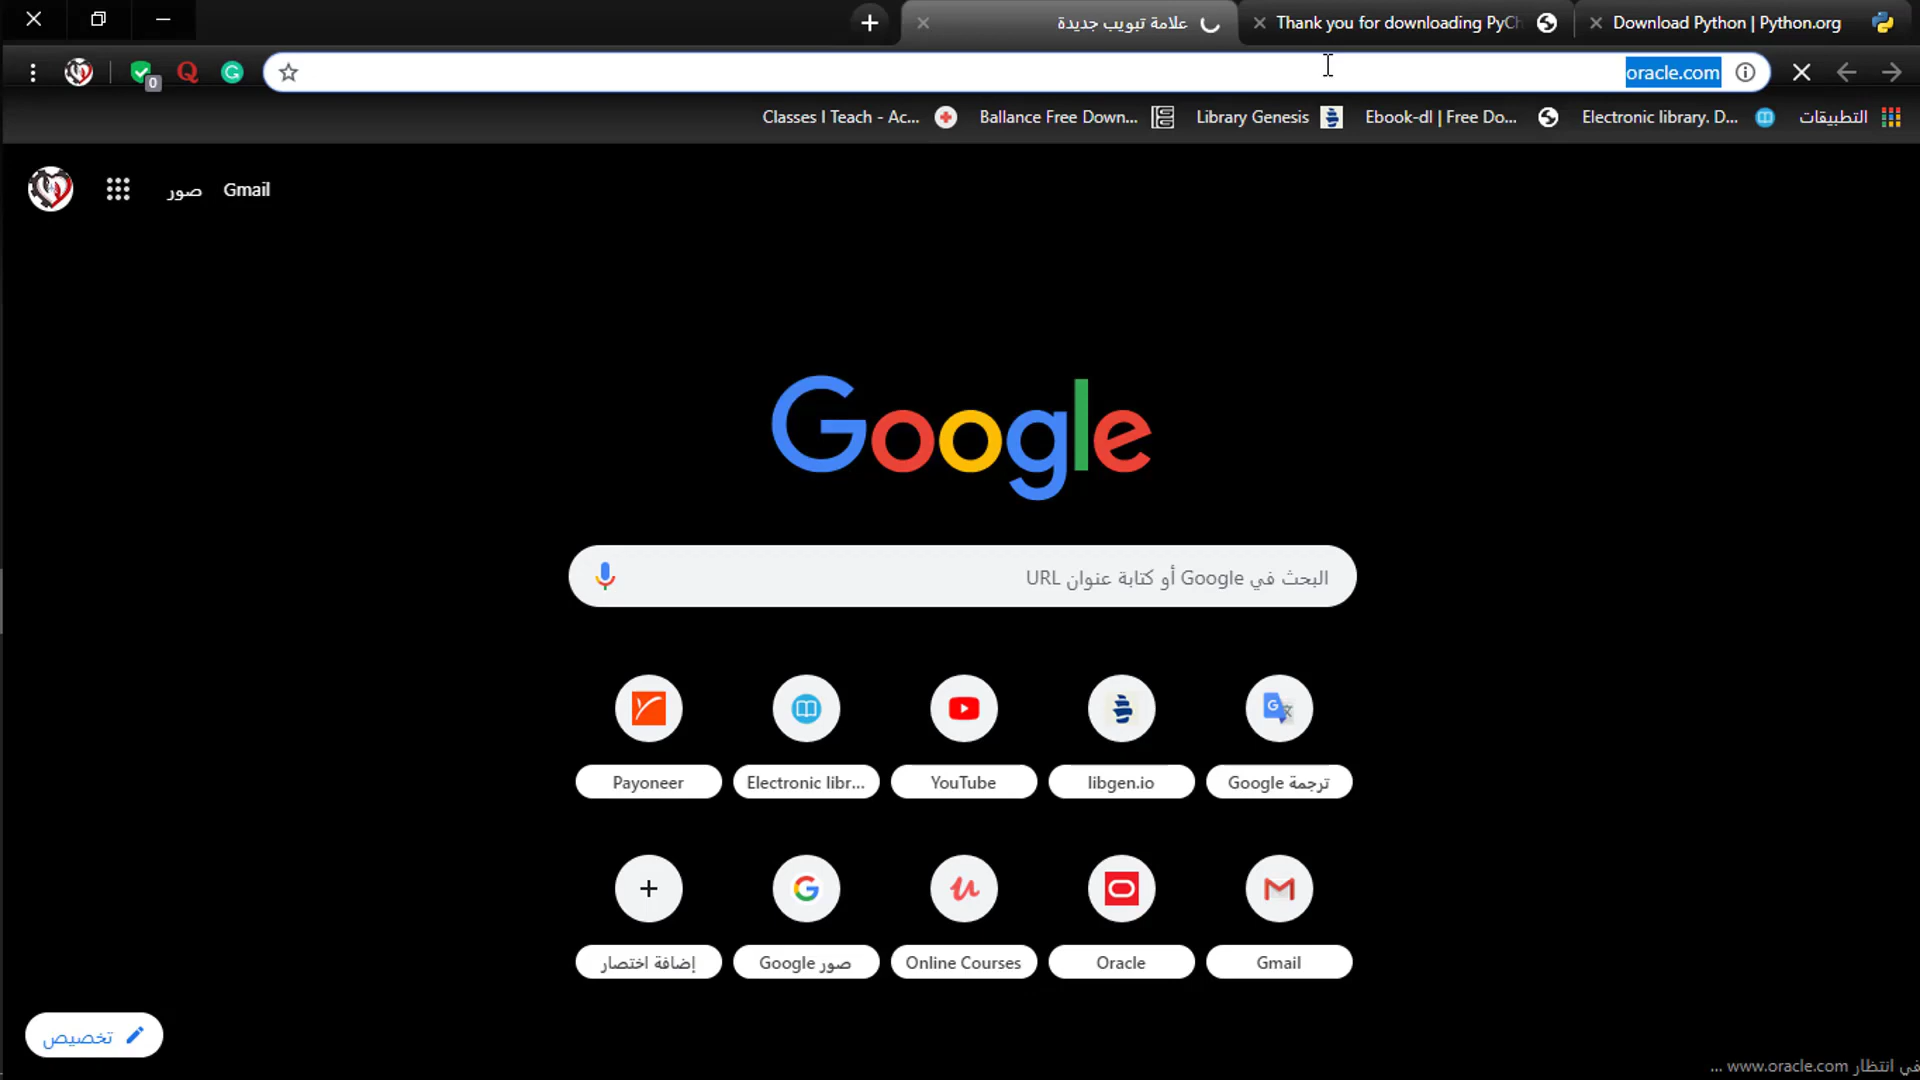 Download Python | Python.org
Thank you for downloading PyCh
علامة تبويب جديدة
oracle.com
0
التطبيقات
Electronic library. D...
Ebook-dl | Free Do...
Library Genesis
Ballance Free Down...
Classes I Teach - Ac...
Gmail
صور
Google
البحث في Google أو كتابة عنوان URL
ترجمة Google
libgen.io
YouTube
Electronic libr...
Payoneer
Gmail
Oracle
Online Courses
صور Google
إضافة اختصار
تخصيص
في انتظار www.oracle.com ...